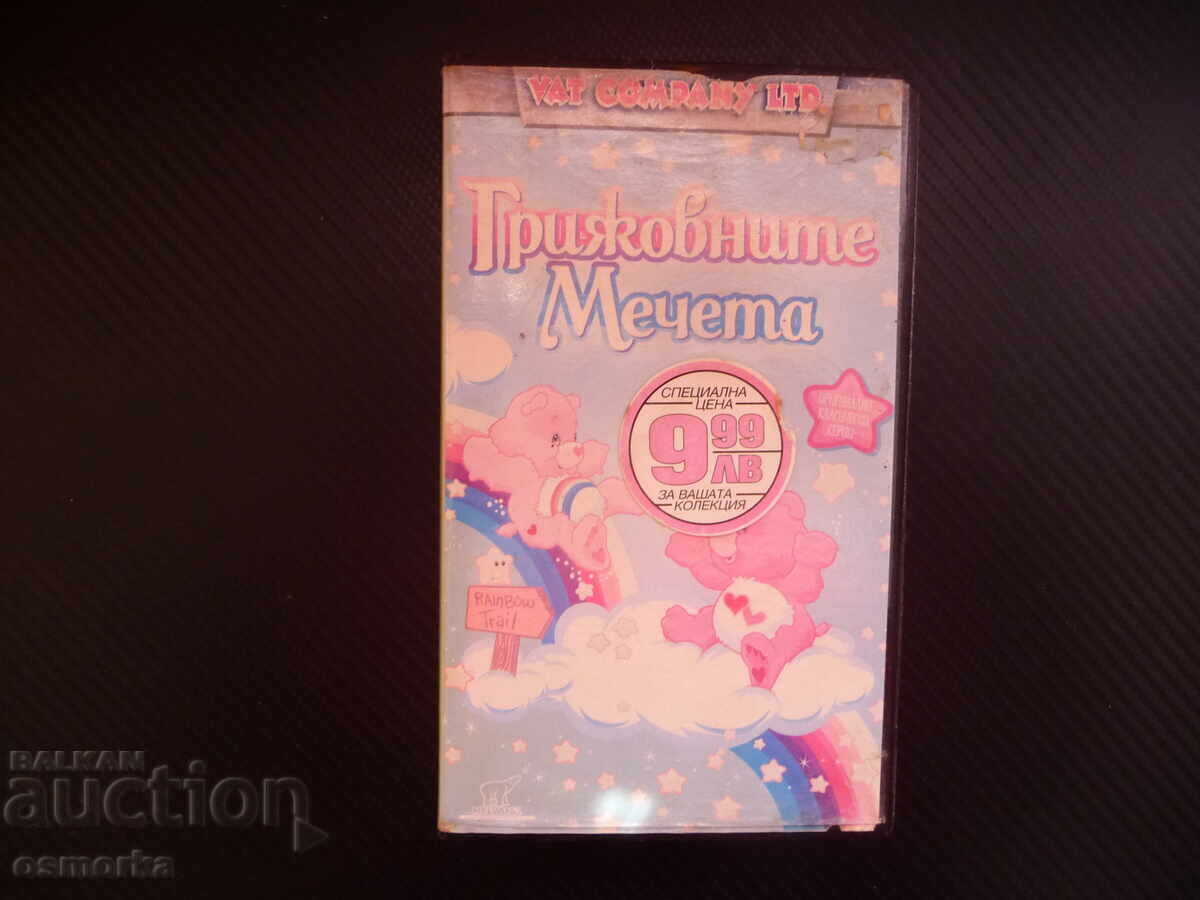 VAT COMPANY LTD.
Грижовните
Мечета
СПЕЦИАЛНА
ЦЕНА
9 99
ЛВ
ЗА ВАШАТА
КОЛЕКЦИЯ
RAINBOW
Trail
BALKAN
auction
osmorka